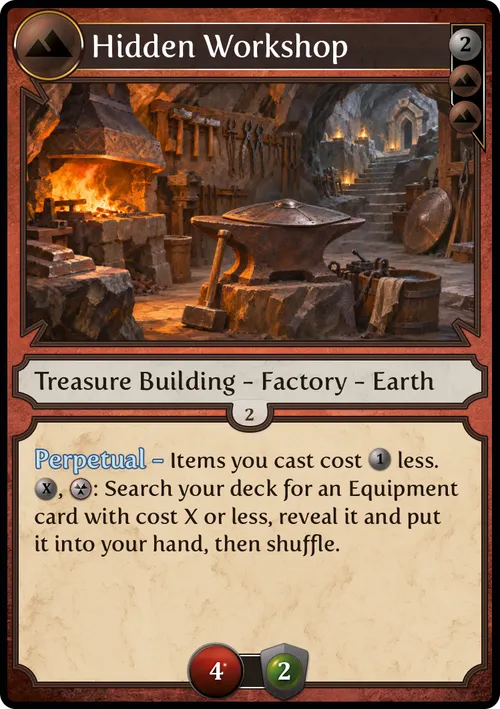 Hidden Workshop
2
Treasure Building – Factory – Earth
2
Perpetual – Items you cast cost 1 less.
X, : Search your deck for an Equipment
card with cost X or less, reveal it and put
it into your hand, then shuffle.
4*
2